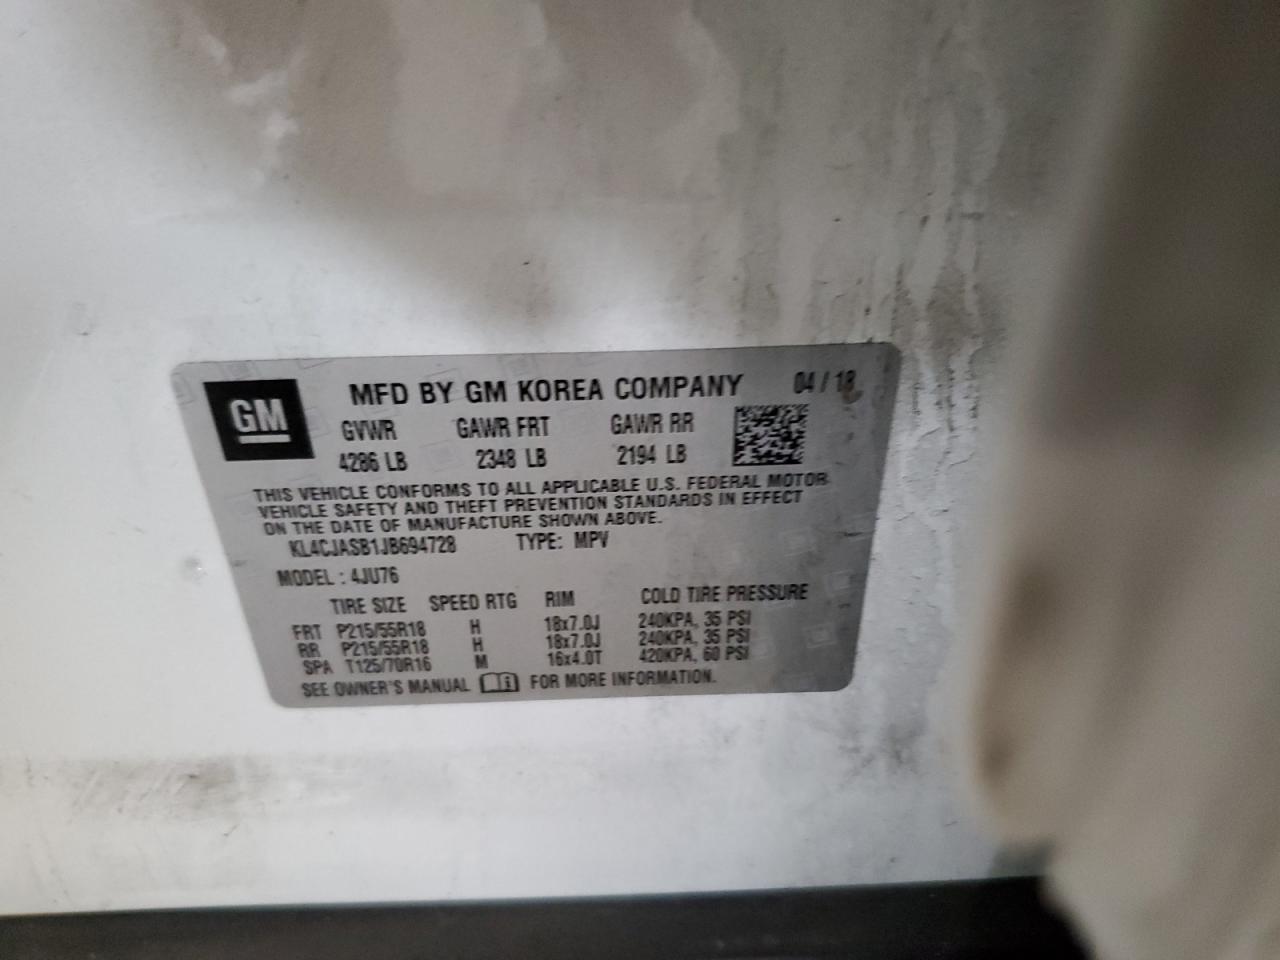 GM
MFD BY GM KOREA COMPANY 04 / 18
GVWR GAWR FRT GAWR RR
4286 LB 2348 LB 2194 LB
THIS VEHICLE CONFORMS TO ALL APPLICABLE U.S. FEDERAL MOTOR
VEHICLE SAFETY AND THEFT PREVENTION STANDARDS IN EFFECT
ON THE DATE OF MANUFACTURE SHOWN ABOVE.
KL4CJASB1JB694728 TYPE: MPV
MODEL : 4JU76
TIRE SIZE SPEED RTG RIM COLD TIRE PRESSURE
FRT P215/55R18 H 18x7.0J 240KPA, 35 PSI
RR P215/55R18 H 18x7.0J 240KPA, 35 PSI
SPA T125/70R16 M 16x4.0T 420KPA, 60 PSI
SEE OWNER'S MANUAL FOR MORE INFORMATION.